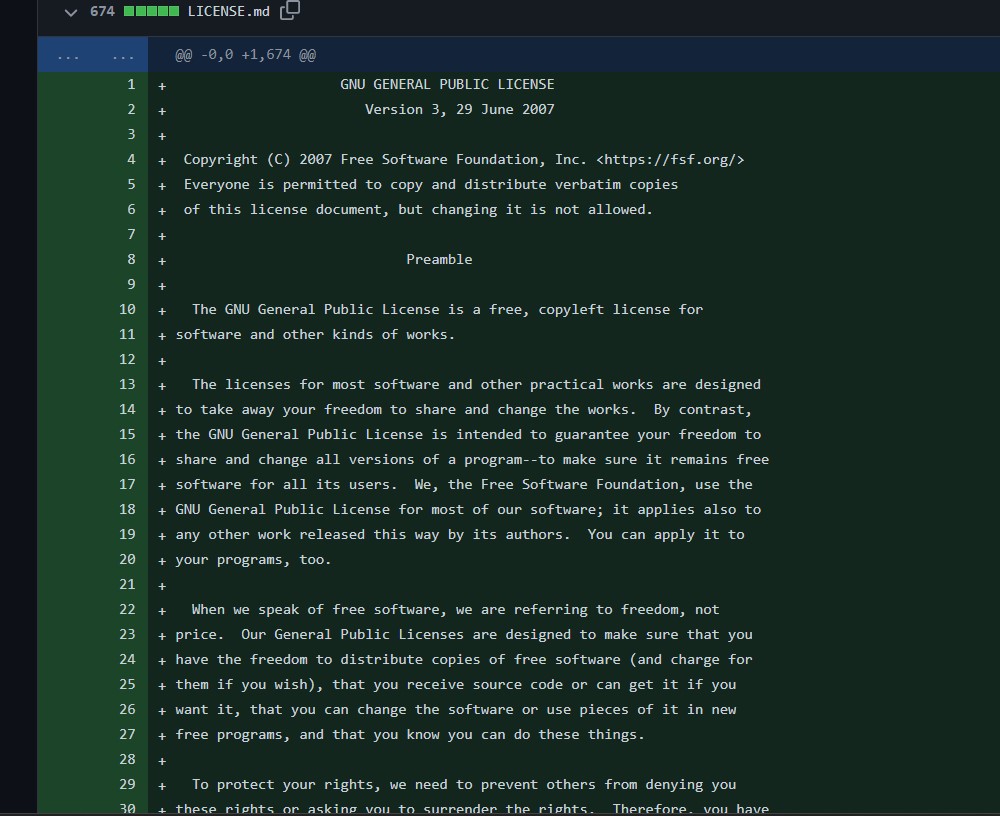 674 LICENSE.md
... ... @@ -0,0 +1,674 @@
1 + GNU GENERAL PUBLIC LICENSE
2 + Version 3, 29 June 2007
3 +
4 + Copyright (C) 2007 Free Software Foundation, Inc. <https://fsf.org/>
5 + Everyone is permitted to copy and distribute verbatim copies
6 + of this license document, but changing it is not allowed.
7 +
8 + Preamble
9 +
10 + The GNU General Public License is a free, copyleft license for
11 + software and other kinds of works.
12 +
13 + The licenses for most software and other practical works are designed
14 + to take away your freedom to share and change the works.  By contrast,
15 + the GNU General Public License is intended to guarantee your freedom to
16 + share and change all versions of a program--to make sure it remains free
17 + software for all its users.  We, the Free Software Foundation, use the
18 + GNU General Public License for most of our software; it applies also to
19 + any other work released this way by its authors.  You can apply it to
20 + your programs, too.
21 +
22 + When we speak of free software, we are referring to freedom, not
23 + price.  Our General Public Licenses are designed to make sure that you
24 + have the freedom to distribute copies of free software (and charge for
25 + them if you wish), that you receive source code or can get it if you
26 + want it, that you can change the software or use pieces of it in new
27 + free programs, and that you know you can do these things.
28 +
29 + To protect your rights, we need to prevent others from denying you
30 + these rights or asking you to surrender the rights.  Therefore, you have